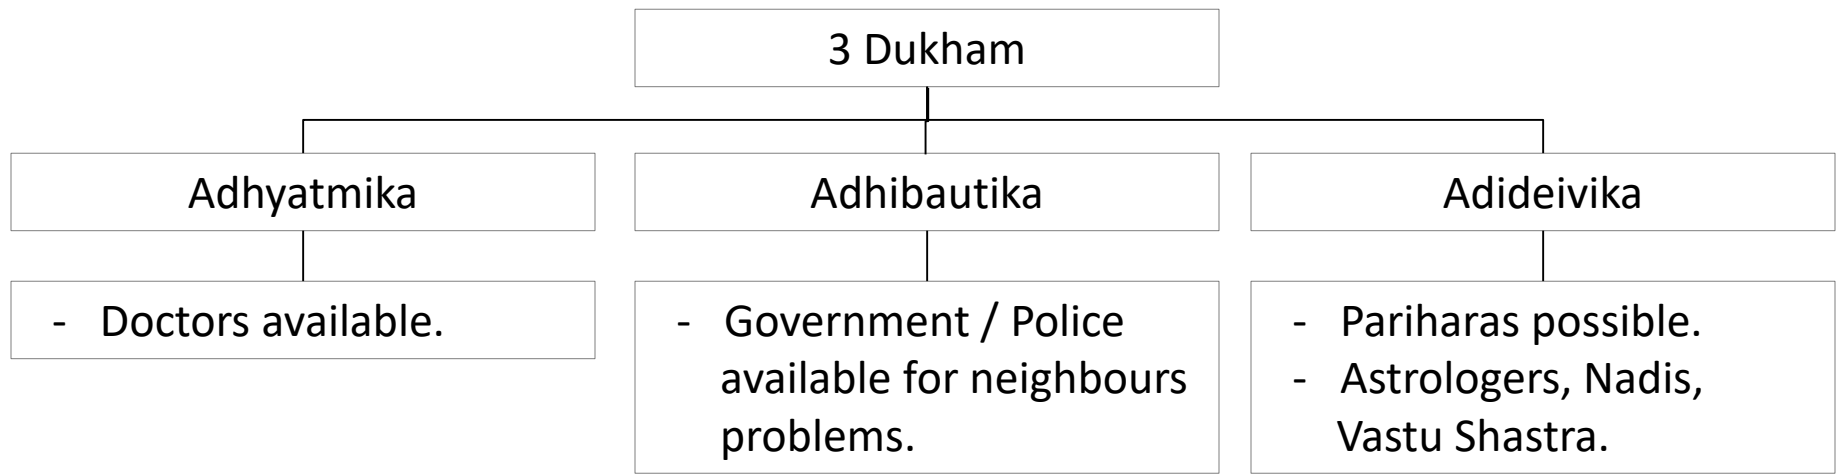 3 Dukham
Adhyatmika
Adhibautika
Adideivika
- Doctors available.
- Government / Police
available for neighbours
problems.
- Pariharas possible.
- Astrologers, Nadis,
Vastu Shastra.